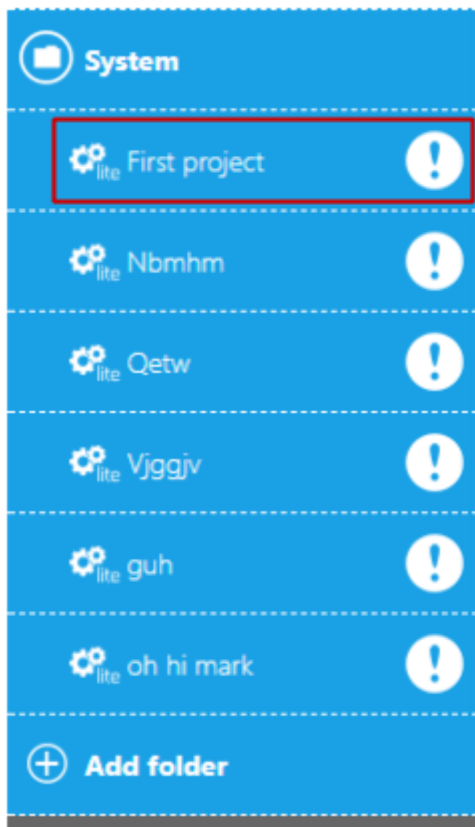 System
lite First project
lite Nbmhm
lite Qetw
lite Vjggjv
lite guh
lite oh hi mark
Add folder